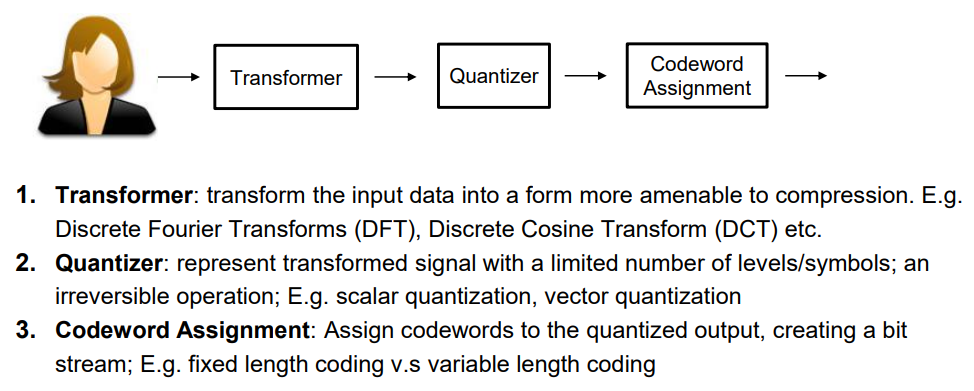 Transformer
Quantizer
Codeword
Assignment
1. Transformer: transform the input data into a form more amenable to compression. E.g.
Discrete Fourier Transforms (DFT), Discrete Cosine Transform (DCT) etc.
2. Quantizer: represent transformed signal with a limited number of levels/symbols; an
irreversible operation; E.g. scalar quantization, vector quantization
3. Codeword Assignment: Assign codewords to the quantized output, creating a bit
stream; E.g. fixed length coding v.s variable length coding